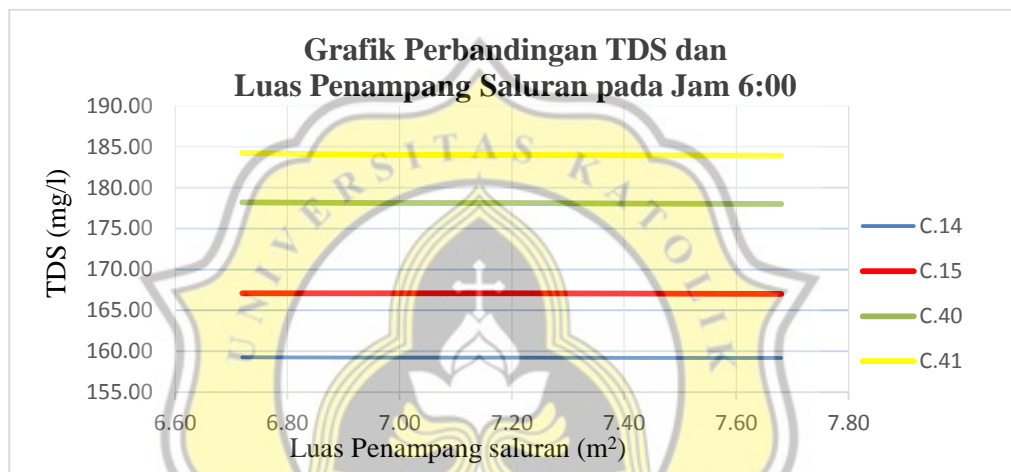 Grafik Perbandingan TDS dan
Luas Penampang Saluran pada Jam 6:00
TDS (mg/l)
190.00
185.00
180.00
175.00
170.00
165.00
160.00
155.00
6.60 6.80 7.00 7.20 7.40 7.60 7.80
Luas Penampang saluran (m²)
C.14
C.15
C.40
C.41
UNIVERSITAS KATOLIK